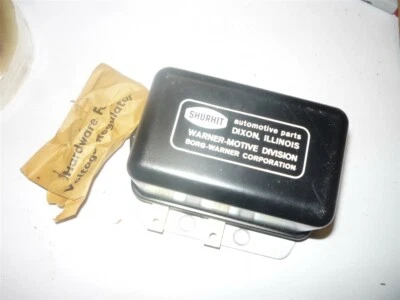 Hardware F
Voltage Regulator
SHURHIT
automotive parts
DIXON, ILLINOIS
WARNER-MOTIVE DIVISION
BORG-WARNER CORPORATION